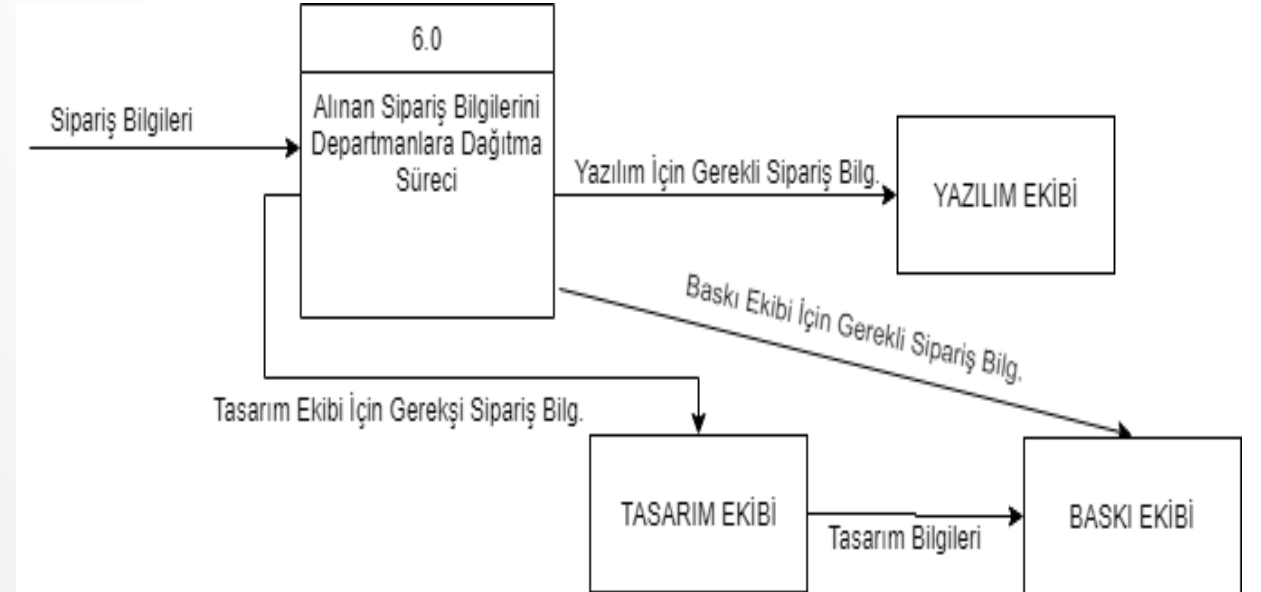 6.0
Sipariş Bilgileri
Alınan Sipariş Bilgilerini
Departmanlara Dağıtma
Süreci
Yazılım İçin Gerekli Sipariş Bilg.
YAZILIM EKİBİ
Baskı Ekibi İçin Gerekli Sipariş Bilg.
Tasarım Ekibi İçin Gerekşi Sipariş Bilg.
TASARIM EKİBİ
Tasarım Bilgileri
BASKI EKİBİ